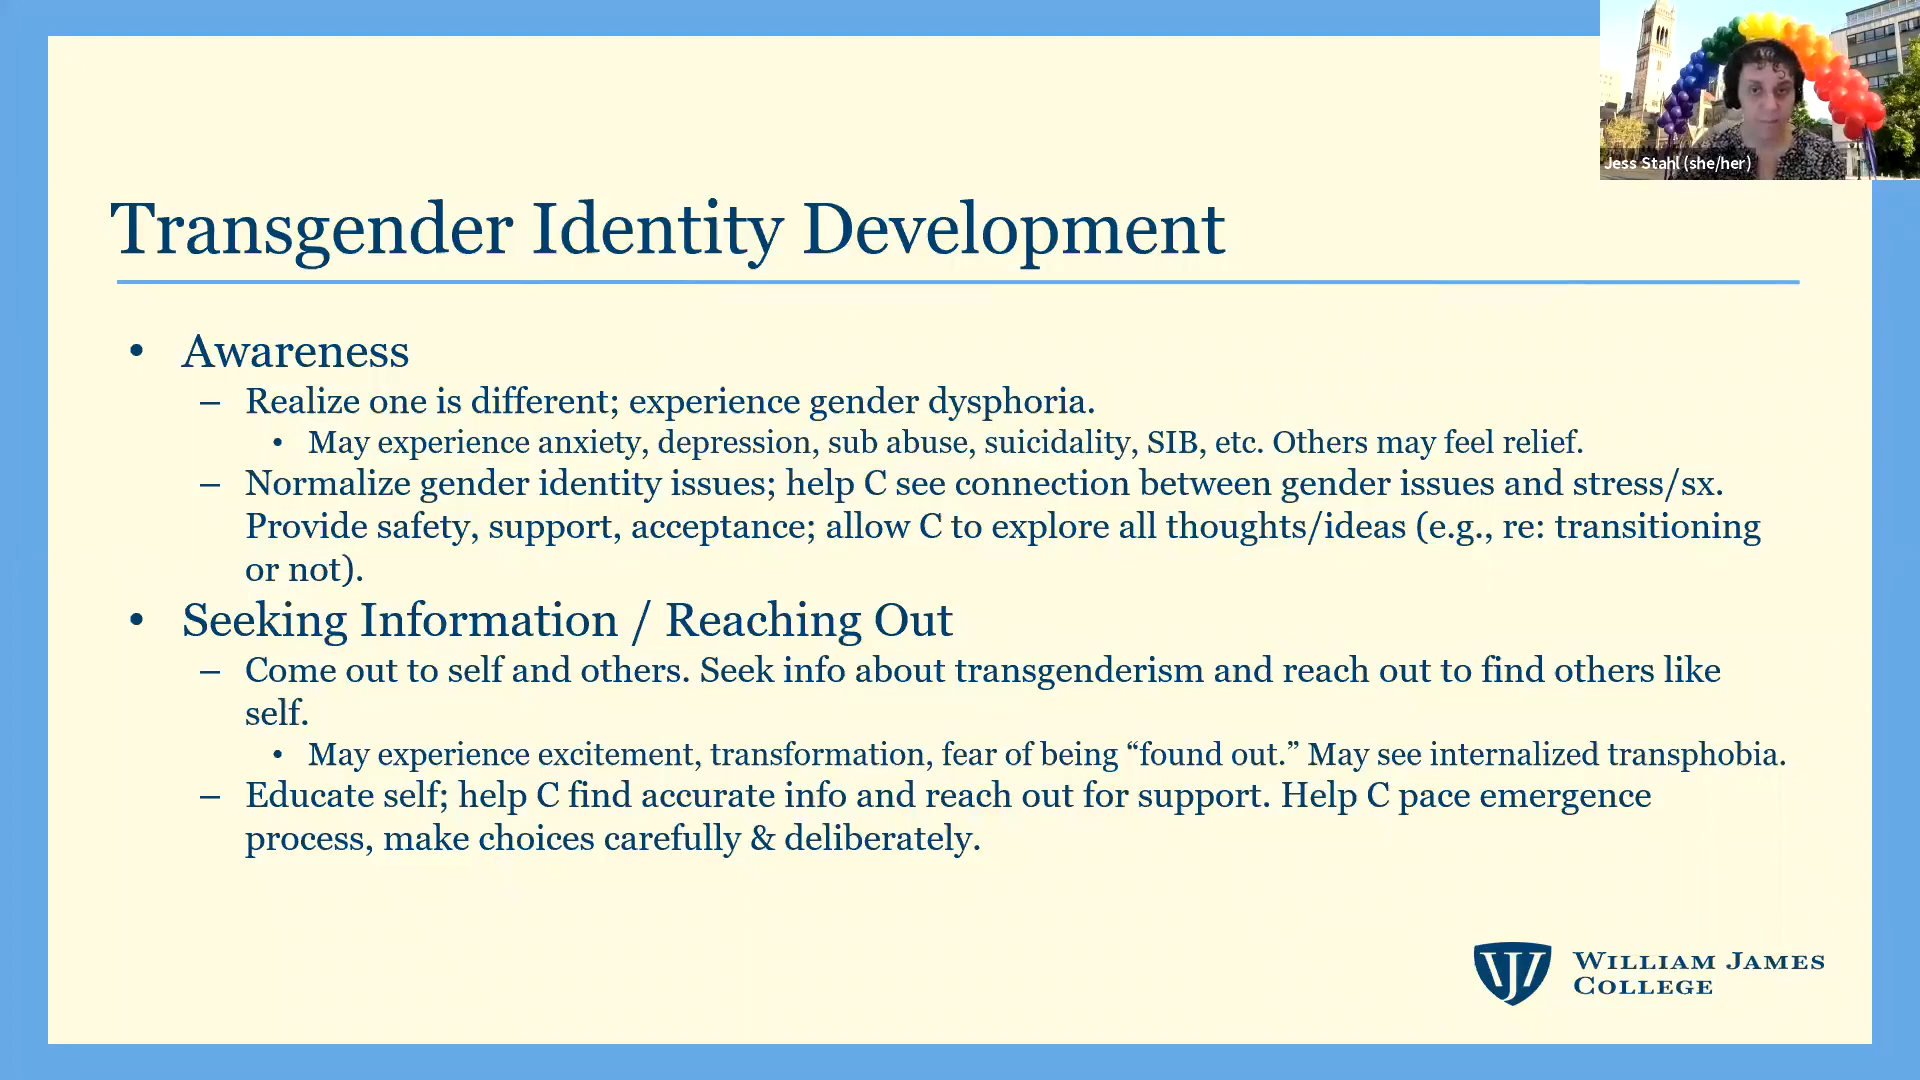 Jess Stahl (she/her)
Transgender Identity Development
• Awareness
– Realize one is different; experience gender dysphoria.
• May experience anxiety, depression, sub abuse, suicidality, SIB, etc. Others may feel relief.
– Normalize gender identity issues; help C see connection between gender issues and stress/sx.
Provide safety, support, acceptance; allow C to explore all thoughts/ideas (e.g., re: transitioning
or not).
• Seeking Information / Reaching Out
– Come out to self and others. Seek info about transgenderism and reach out to find others like
self.
• May experience excitement, transformation, fear of being “found out.” May see internalized transphobia.
– Educate self; help C find accurate info and reach out for support. Help C pace emergence
process, make choices carefully & deliberately.
WJ
WILLIAM JAMES
COLLEGE